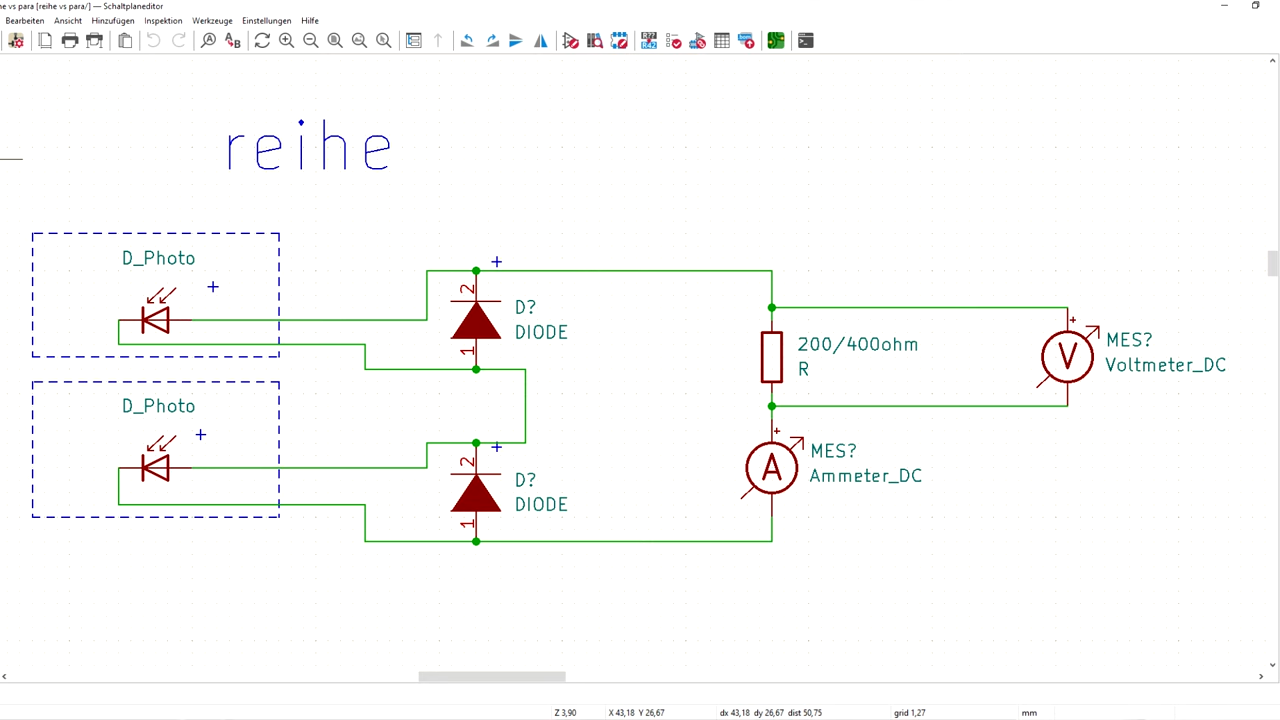 he vs para [reihe vs para/] — Schaltplaneditor
Bearbeiten Ansicht Hinzufügen Inspektion Werkzeuge Einstellungen Hilfe
reihe
D_Photo
+
2
D?
DIODE
1
+
200/400ohm
R
+
V
MES?
Voltmeter_DC
D_Photo
+
2
D?
DIODE
1
+
+
A
MES?
Ammeter_DC
Z 3,90 X 43,18 Y 26,67 dx 43,18 dy 26,67 dist 50,75 grid 1,27 mm